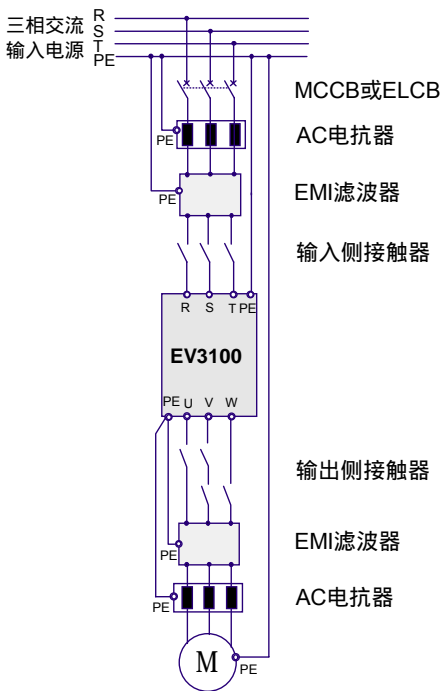 三相交流
输入电源
R
S
T
PE
MCCB或ELCB
PE
AC电抗器
PE
EMI滤波器
输入侧接触器
R S T PE
EV3100
PE U V W
输出侧接触器
PE
EMI滤波器
PE
AC电抗器
M
PE